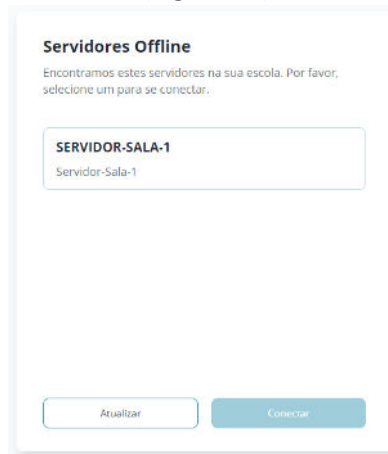 Servidores Offline
Encontramos estes servidores na sua escola. Por favor,
selecione um para se conectar.
SERVIDOR-SALA-1
Servidor-Sala-1
Atualizar
Conectar